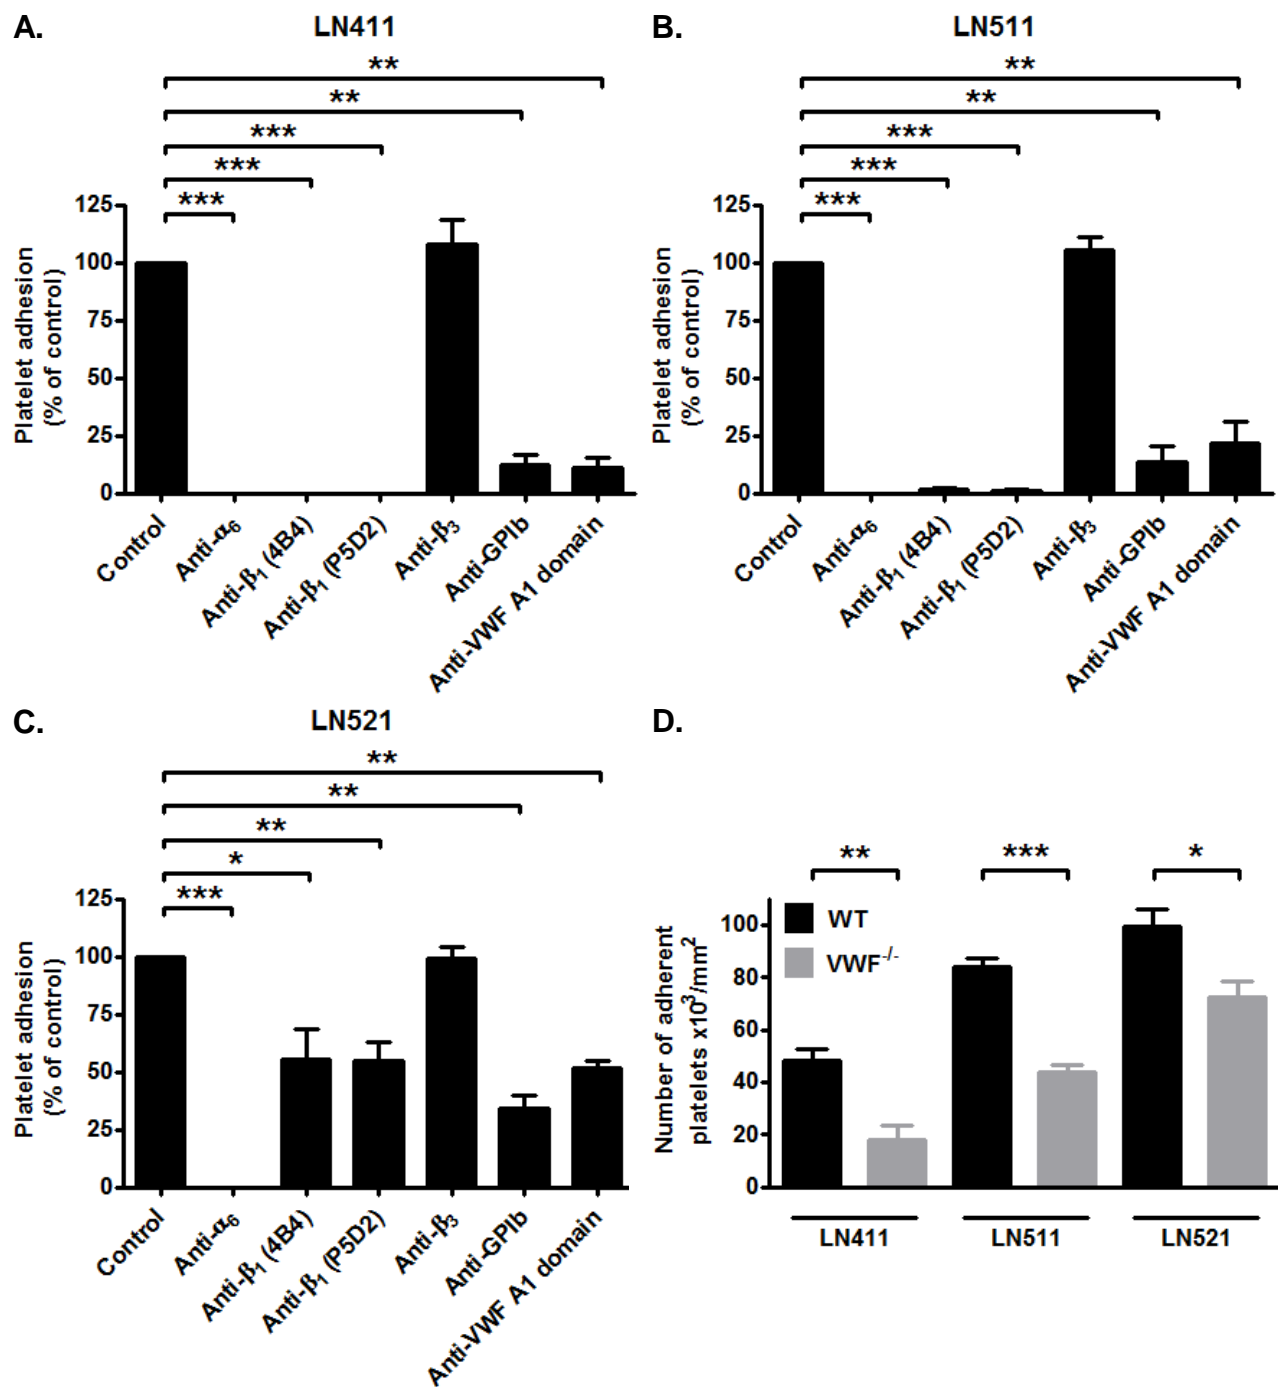 A.
LN411
**
**
***
***
***
125
100
75
50
25
0
Platelet adhesion
(% of control)
Control
Anti-α6
Anti-β1 (4B4)
Anti-β1 (P5D2)
Anti-β3
Anti-GPIb
Anti-VWF A1 domain
B.
LN511
**
**
***
***
***
125
100
75
50
25
0
Platelet adhesion
(% of control)
Control
Anti-α6
Anti-β1 (4B4)
Anti-β1 (P5D2)
Anti-β3
Anti-GPIb
Anti-VWF A1 domain
C.
LN521
**
**
**
*
***
125
100
75
50
25
0
Platelet adhesion
(% of control)
Control
Anti-α6
Anti-β1 (4B4)
Anti-β1 (P5D2)
Anti-β3
Anti-GPIb
Anti-VWF A1 domain
D.
**
***
*
WT
VWF-/-
100
80
60
40
20
0
Number of adherent
platelets x10³/mm²
LN411
LN511
LN521